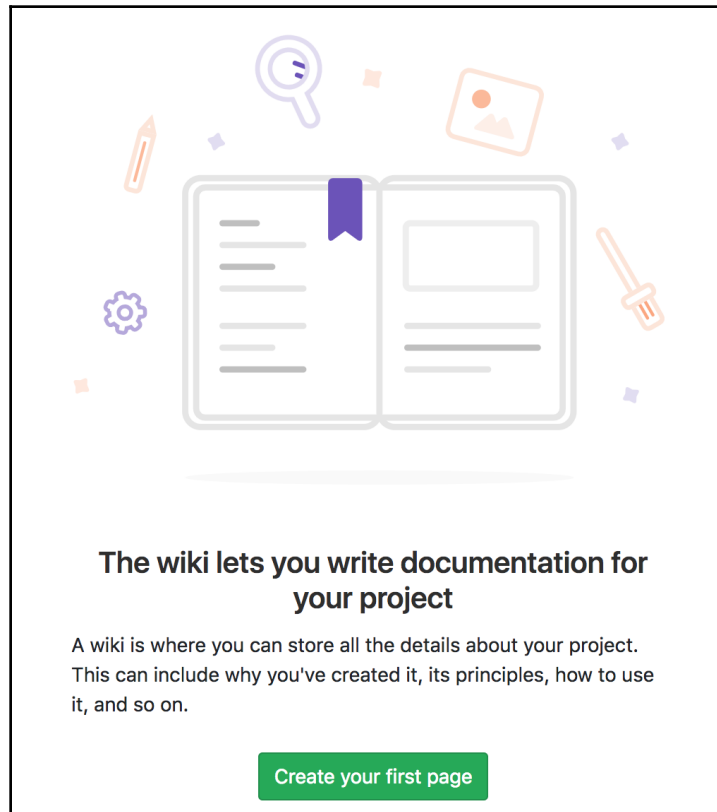 The wiki lets you write documentation for
your project
A wiki is where you can store all the details about your project.
This can include why you've created it, its principles, how to use
it, and so on.
Create your first page